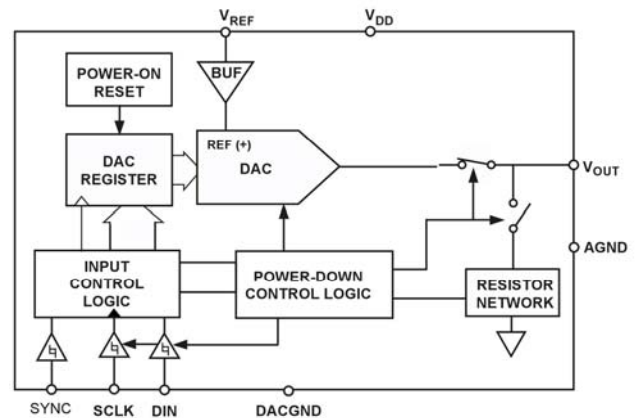 VREF
VDD
POWER-ON
RESET
BUF
DAC
REGISTER
REF (+)
DAC
VOUT
AGND
INPUT
CONTROL
LOGIC
POWER-DOWN
CONTROL LOGIC
RESISTOR
NETWORK
SYNC
SCLK
DIN
DACGND